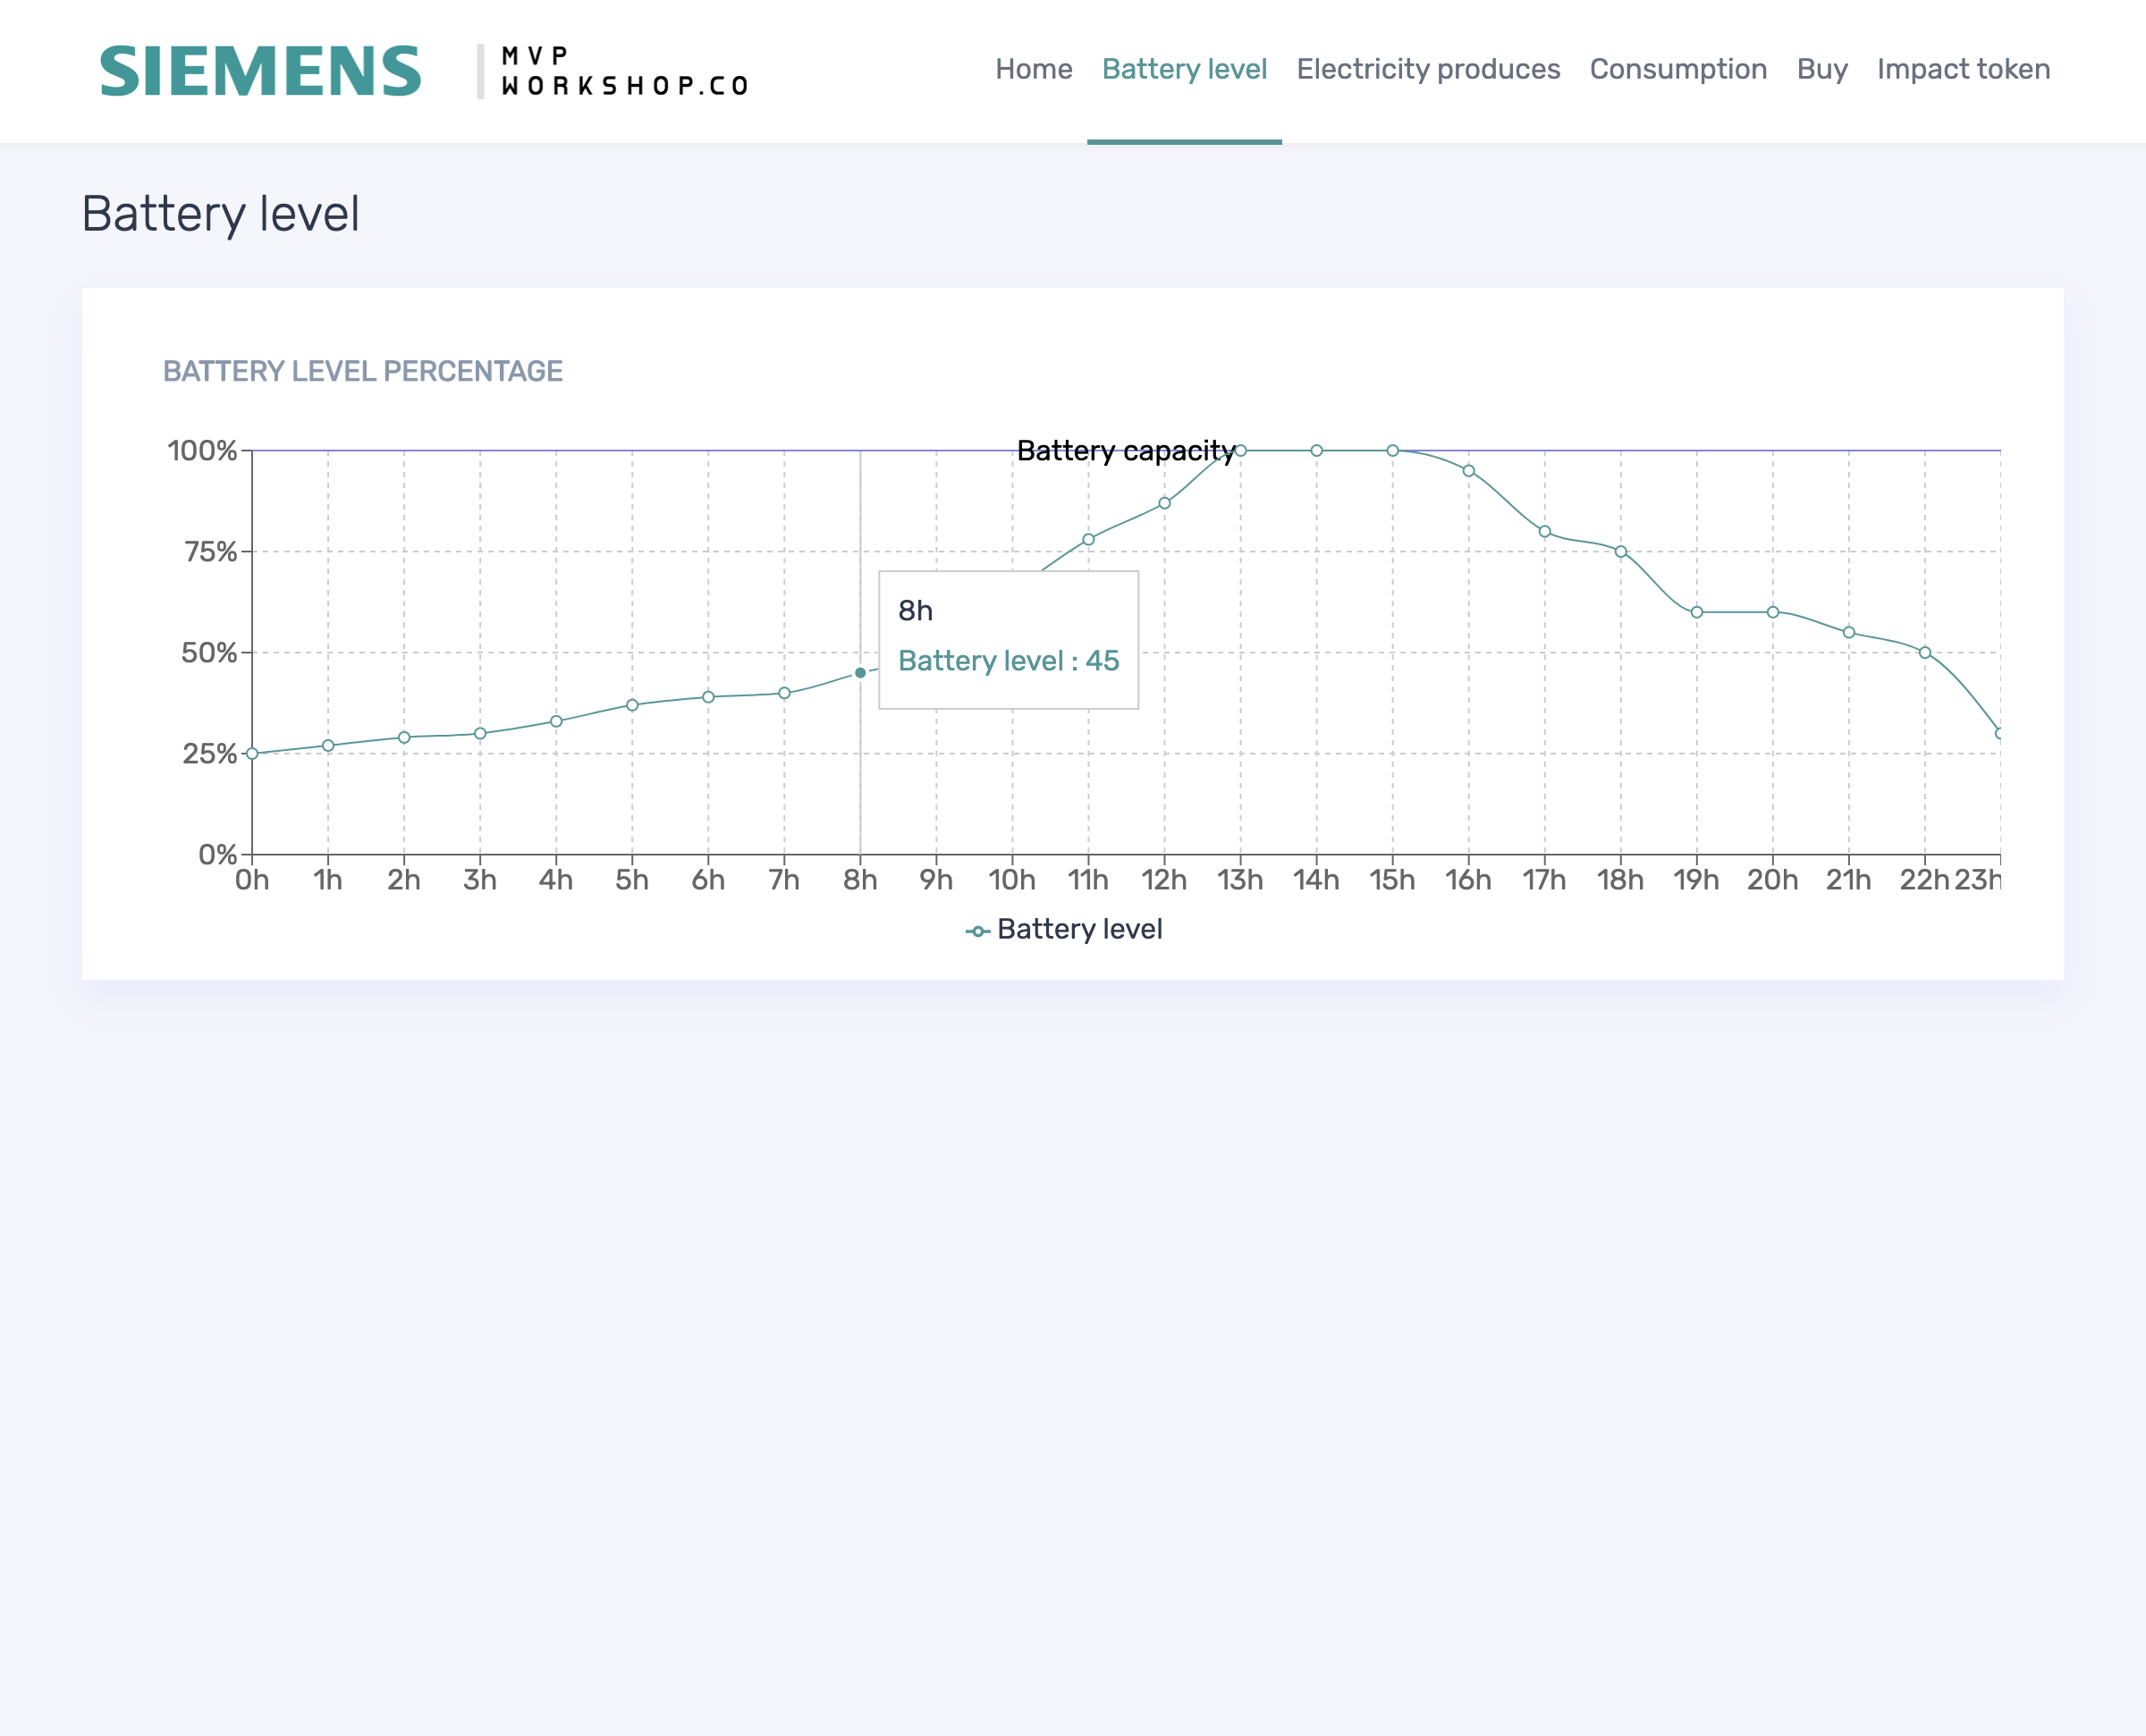 SIEMENS
MVP
WORKSHOP.CO
Home Battery level Electricity produces Consumption Buy Impact token
Battery level
BATTERY LEVEL PERCENTAGE
100%
Battery capacity
75%
8h
Battery level : 45
50%
25%
0%
0h 1h 2h 3h 4h 5h 6h 7h 8h 9h 10h 11h 12h 13h 14h 15h 16h 17h 18h 19h 20h 21h 22h 23h
Battery level